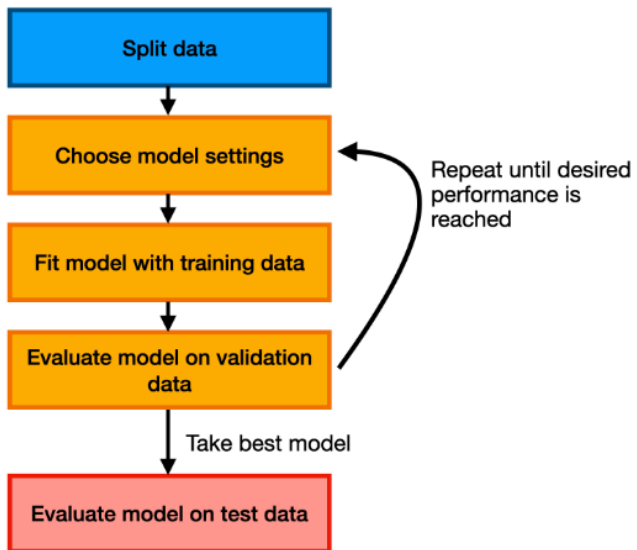 Split data
Choose model settings
Repeat until desired
performance is
reached
Fit model with training data
Evaluate model on validation
data
Take best model
Evaluate model on test data